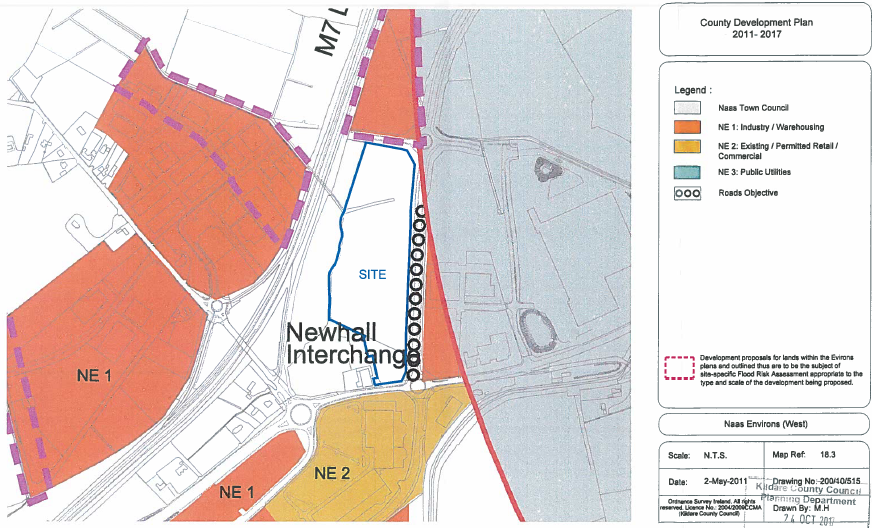 M7 L
SITE
Newhall
Interchange
NE 1
NE 2
NE 1
County Development Plan
2011- 2017
Legend :
Naas Town Council
NE 1: Industry / Warehousing
NE 2: Existing / Permitted Retail /
Commercial
NE 3: Public Utilities
Roads Objective
Development proposals for lands within the Evirons
plans and outlined thus are to be the subject of
site-specific Flood Risk Assessment appropriate to the
type and scale of the development being proposed.
Naas Environs (West)
Scale: N.T.S.
Map Ref: 18.3
Date: 2-May-2011
Drawing No: 200/40/515
Kildare County Council
Planning Department
Ordnance Survey Ireland. All rights
reserved. Licence No.: 2004/2009CCMA
(Kildare County Council)
Drawn By: M.H
24 OCT 201